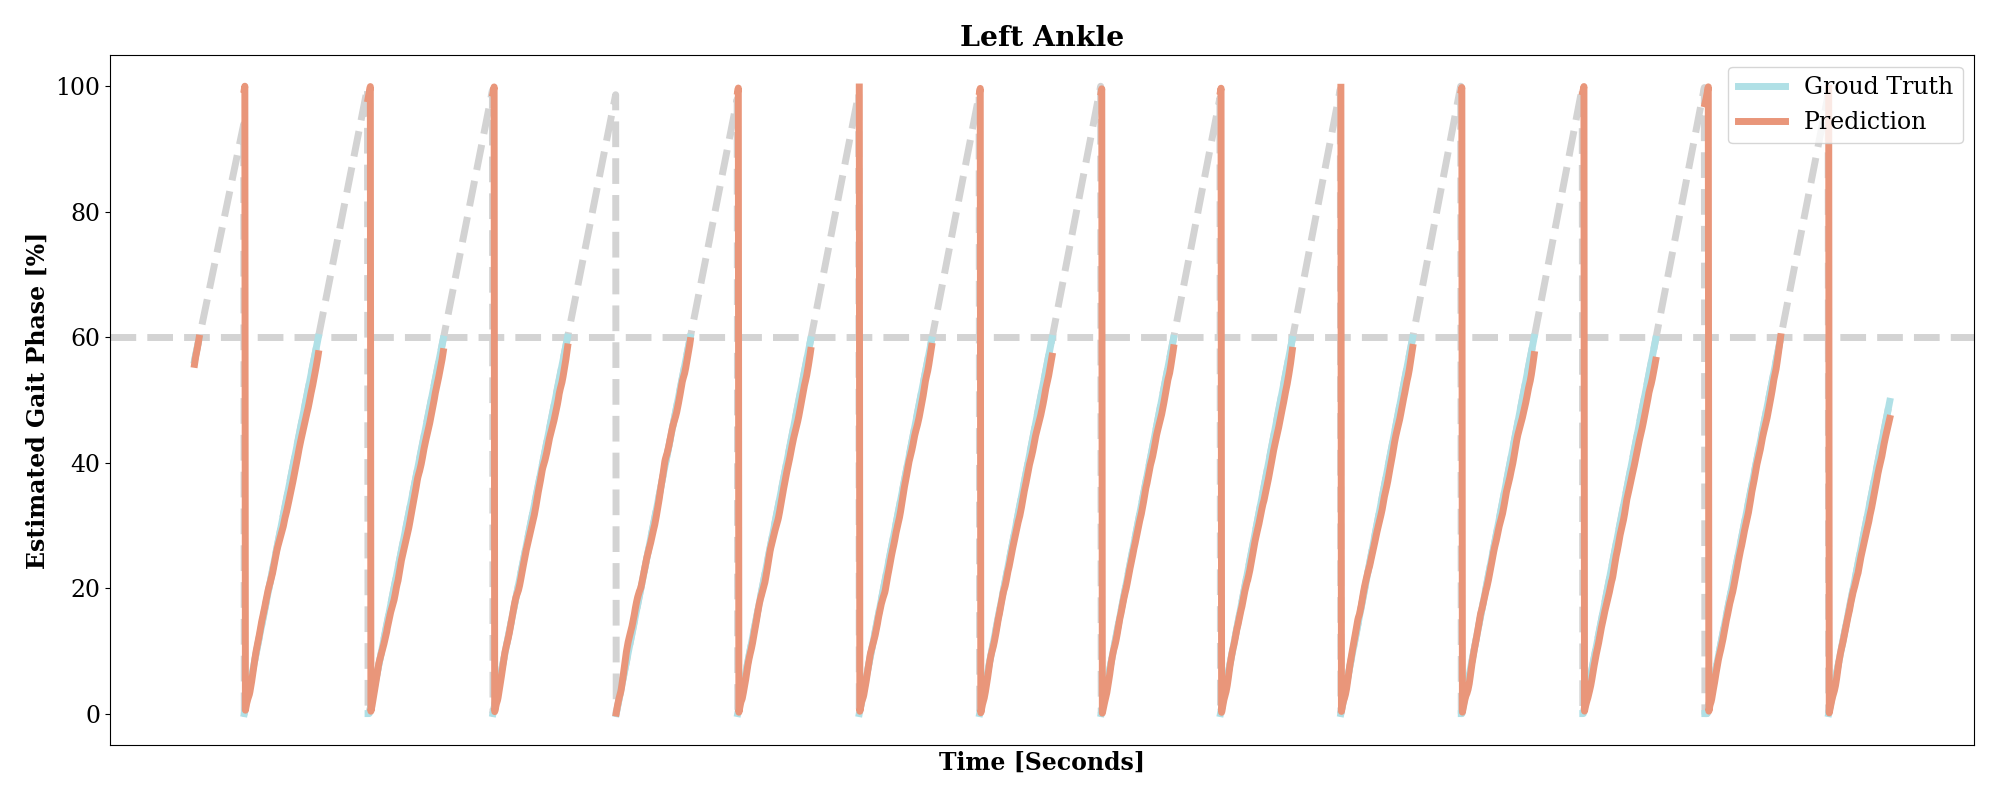 Left Ankle
Groud Truth
Prediction
Estimated Gait Phase [%]
100
80
60
40
20
0
Time [Seconds]